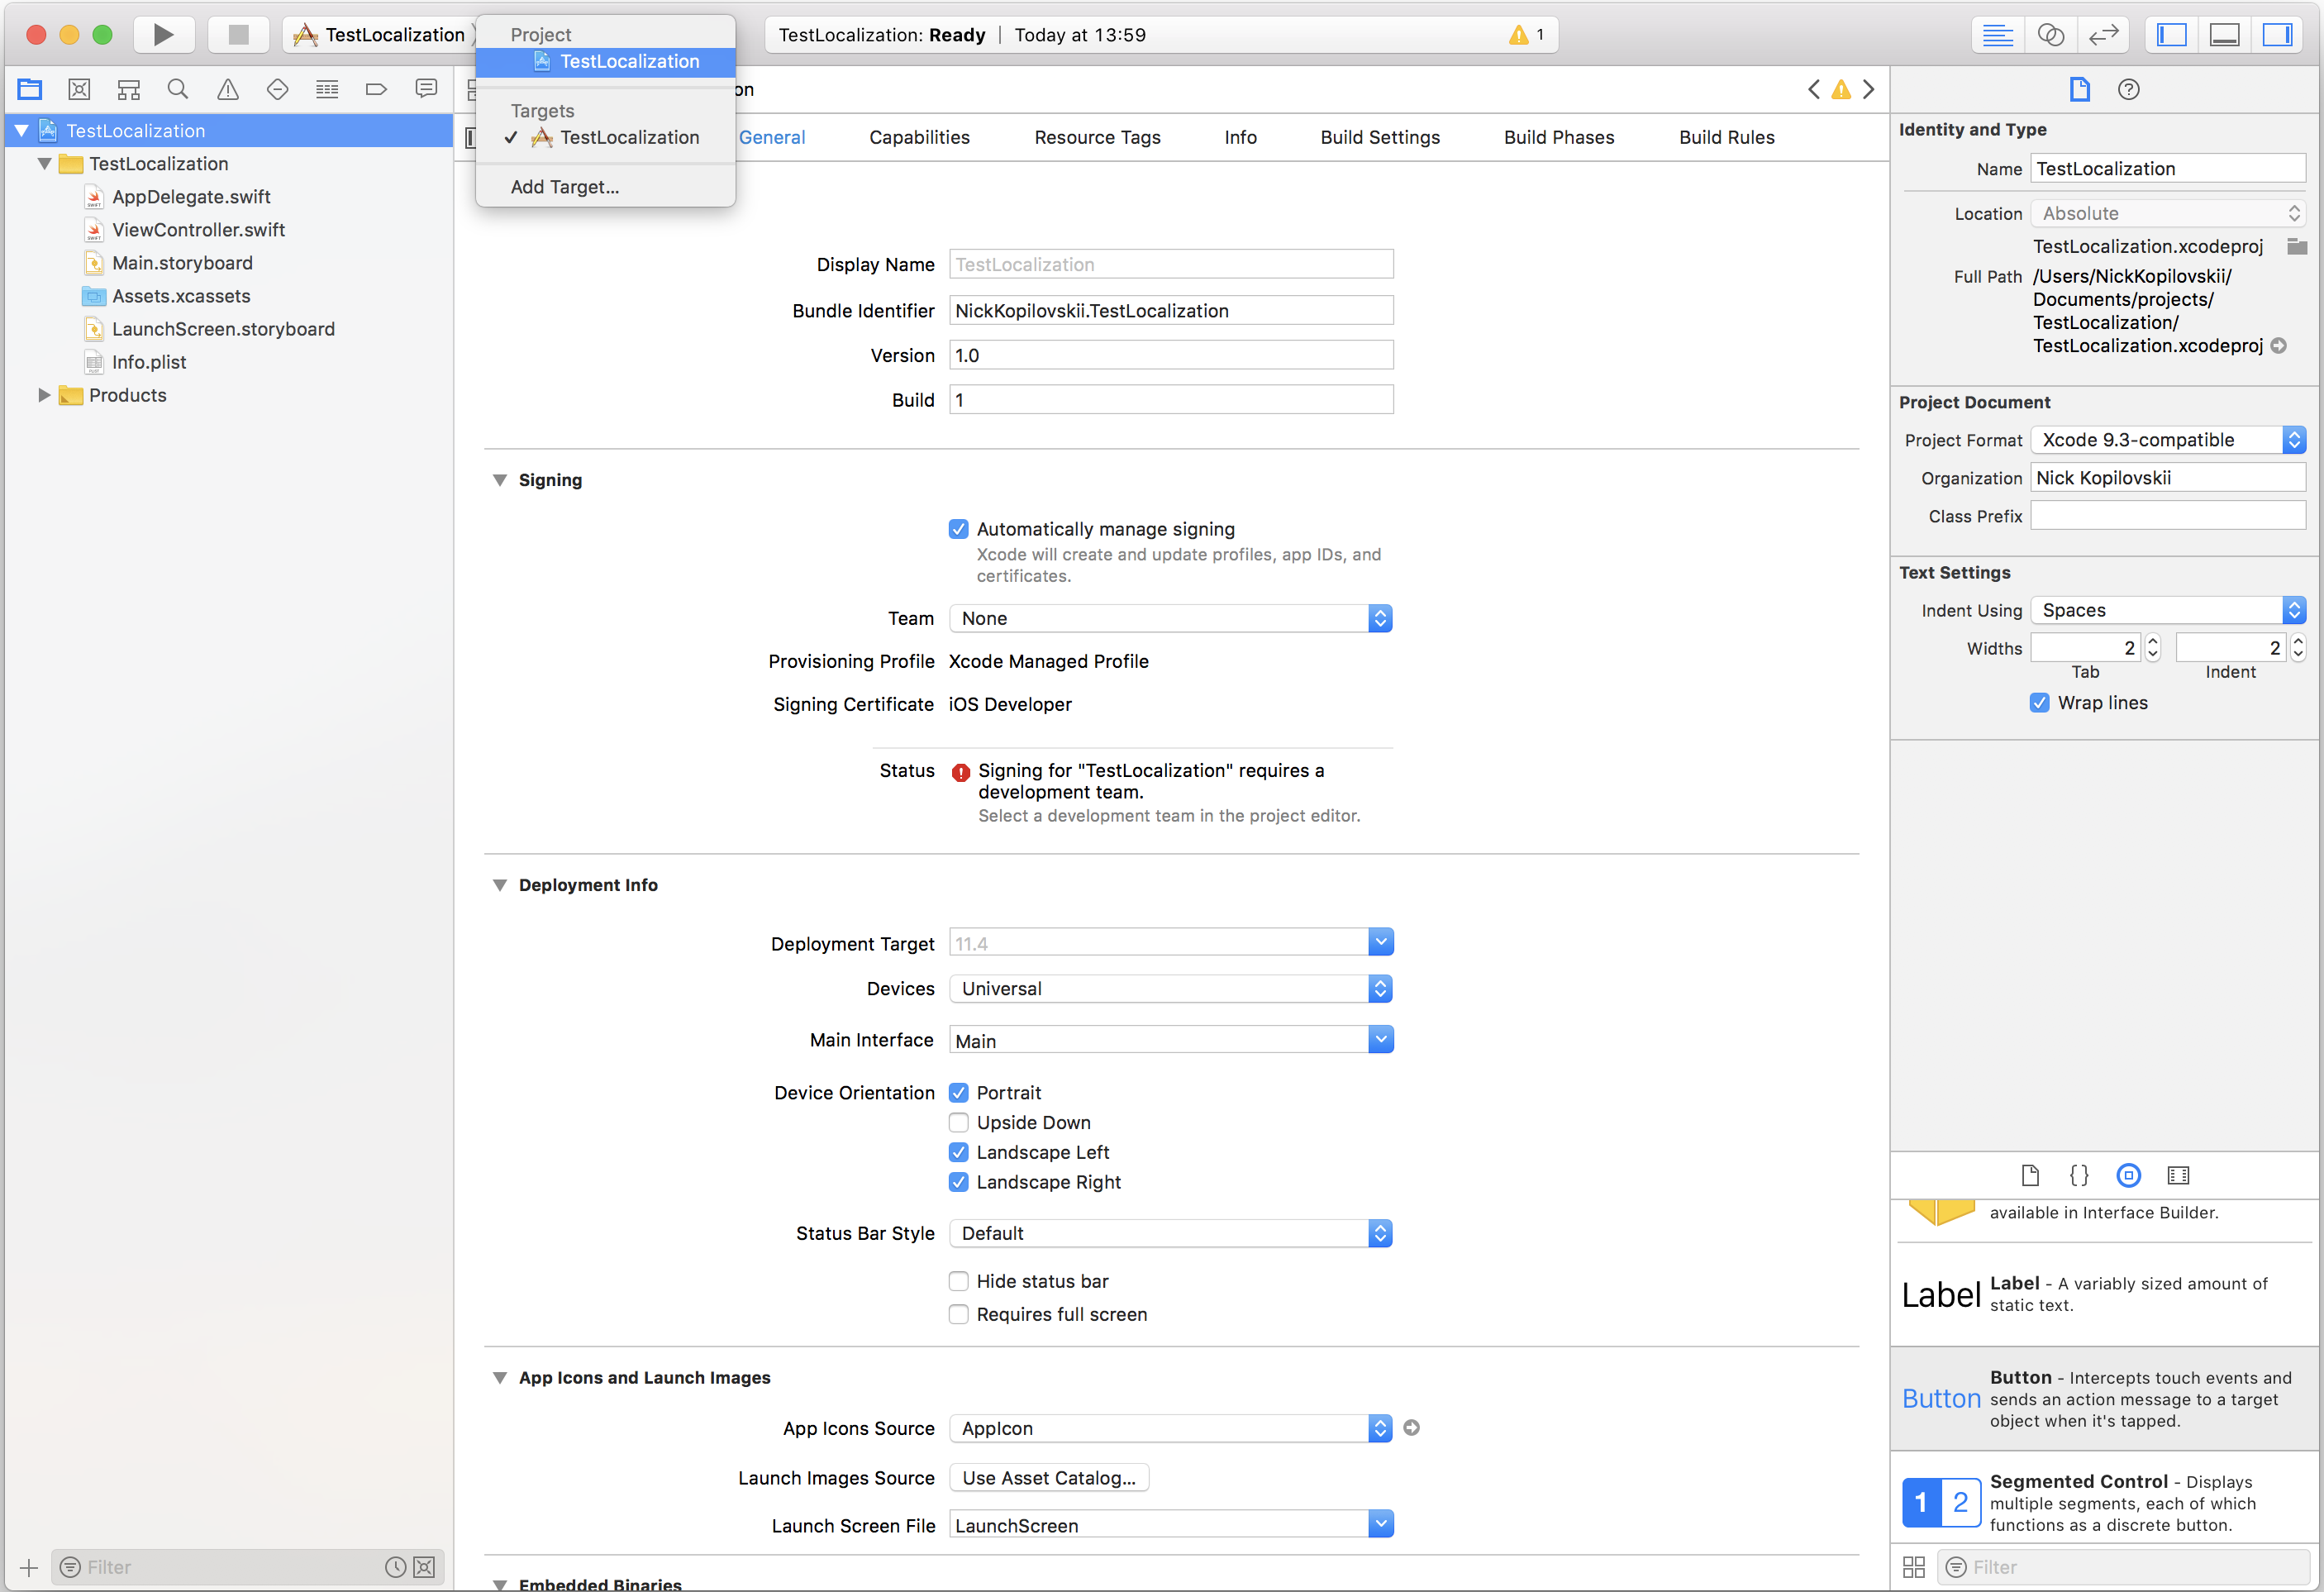 TestLocalization
Project
TestLocalization
Targets
TestLocalization
Add Target...
TestLocalization: Ready | Today at 13:59
1
TestLocalization
TestLocalization
AppDelegate.swift
ViewController.swift
Main.storyboard
Assets.xcassets
LaunchScreen.storyboard
Info.plist
Products
Filter
on
General
Capabilities
Resource Tags
Info
Build Settings
Build Phases
Build Rules
Display Name TestLocalization
Bundle Identifier NickKopilovskii.TestLocalization
Version 1.0
Build 1
Signing
Automatically manage signing
Xcode will create and update profiles, app IDs, and
certificates.
Team None
Provisioning Profile Xcode Managed Profile
Signing Certificate iOS Developer
Status Signing for "TestLocalization" requires a
development team.
Select a development team in the project editor.
Deployment Info
Deployment Target 11.4
Devices Universal
Main Interface Main
Device Orientation Portrait
Upside Down
Landscape Left
Landscape Right
Status Bar Style Default
Hide status bar
Requires full screen
App Icons and Launch Images
App Icons Source AppIcon
Launch Images Source Use Asset Catalog...
Launch Screen File LaunchScreen
Embedded Binaries
Identity and Type
Name TestLocalization
Location Absolute
TestLocalization.xcodeproj
Full Path /Users/NickKopilovskii/
Documents/projects/
TestLocalization/
TestLocalization.xcodeproj
Project Document
Project Format Xcode 9.3-compatible
Organization Nick Kopilovskii
Class Prefix
Text Settings
Indent Using Spaces
Widths 2 2
Tab Indent
Wrap lines
{ }
available in Interface Builder.
Label
Label - A variably sized amount of
static text.
Button
Button - Intercepts touch events and
sends an action message to a target
object when it's tapped.
1 2
Segmented Control - Displays
multiple segments, each of which
functions as a discrete button.
Filter